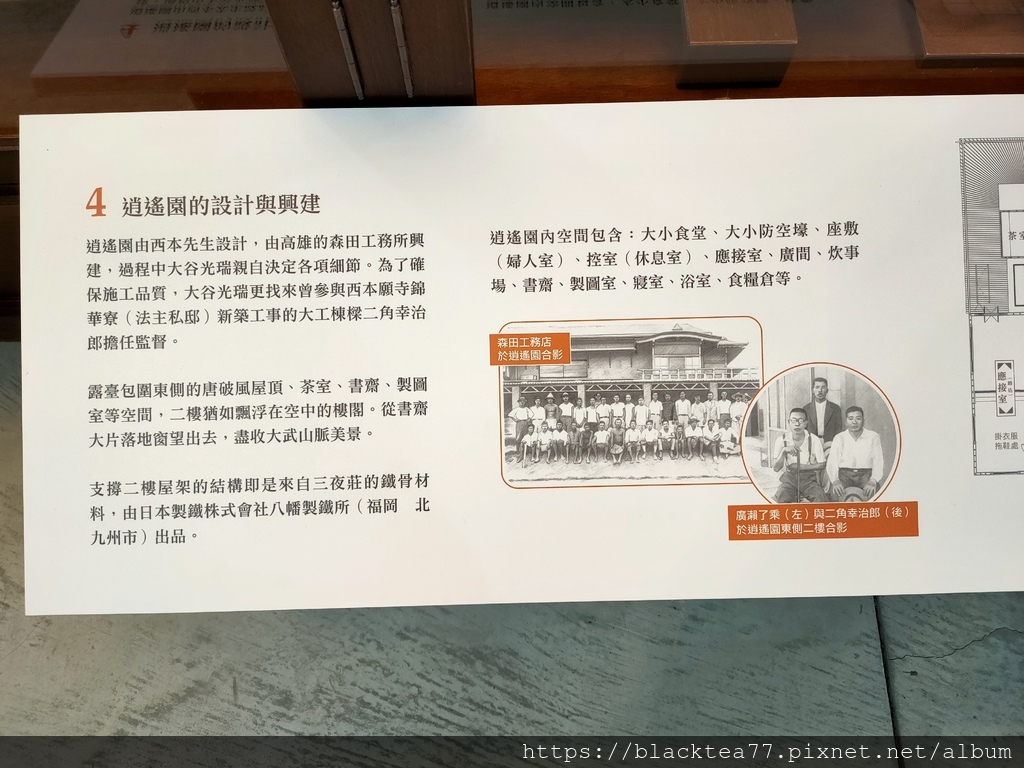 4 逍遙園的設計與興建
逍遙園由西本先生設計，由高雄的森田工務所興
建，過程中大谷光瑞親自決定各項細節。為了確
保施工品質，大谷光瑞更找來曾參與西本願寺錦
華寮（法主私邸）新築工事的大工棟樑二角幸治
郎擔任監督。
露臺包圍東側的唐破風屋頂、茶室、書齋、製圖
室等空間，二樓猶如飄浮在空中的樓閣。從書齋
大片落地窗望出去，盡收大武山脈美景。
支撐二樓屋架的結構即是來自三夜莊的鐵骨材
料，由日本製鐵株式會社八幡製鐵所（福岡　北
九州市）出品。
逍遙園內空間包含：大小食堂、大小防空壕、座敷
（婦人室）、控室（休息室）、應接室、廣間、炊事
場、書齋、製圖室、寢室、浴室、食糧倉等。
森田工務店
於逍遙園合影
廣瀨了乘（左）與二角幸治郎（後）
於逍遙園東側二樓合影
茶室
應接室
掛衣服
拖鞋處
https://blacktea77.pixnet.net/album